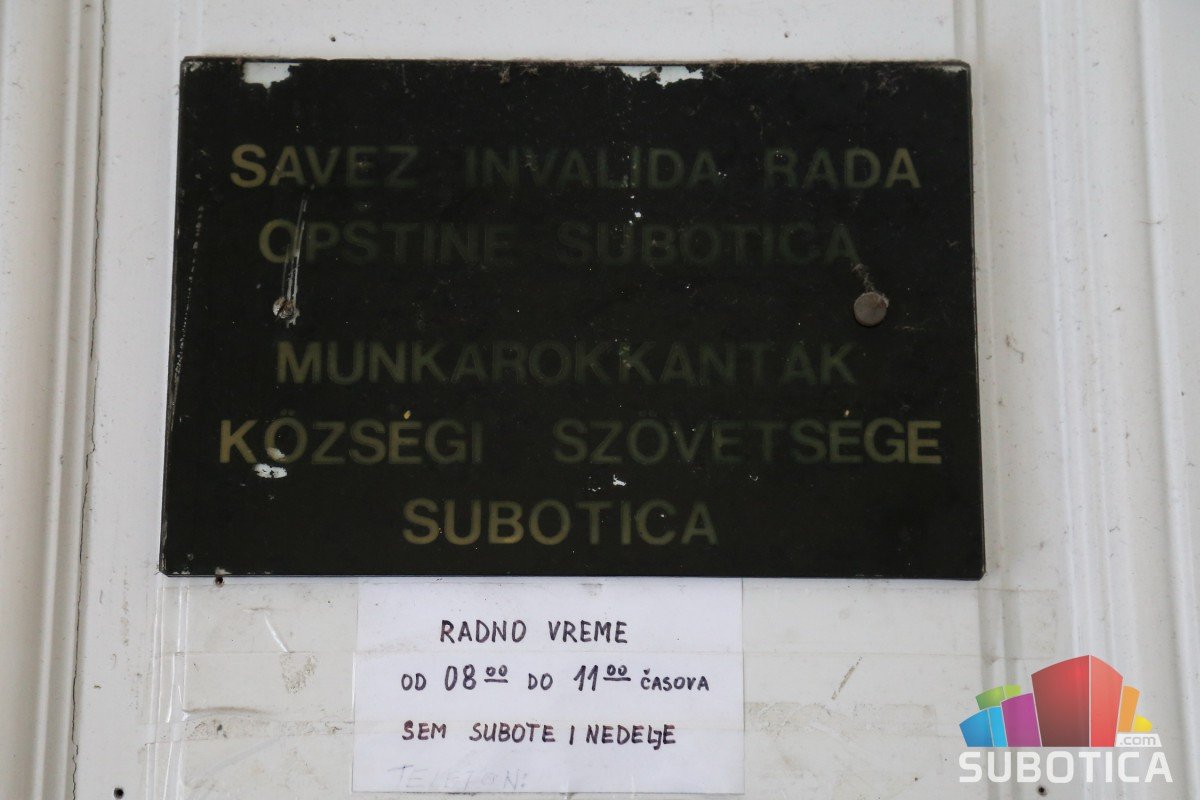 SAVEZ INVALIDA RADA
OPŠTINE SUBOTICA
MUNKAROKKANTAK
KÖZSÉGI SZÖVETSÉGE
SUBOTICA
RADNO VREME
OD 08⁰⁰ DO 11⁰⁰ ČASOVA
SEM SUBOTE I NEDELJE
TELEFON:
.com
SUBOTICA